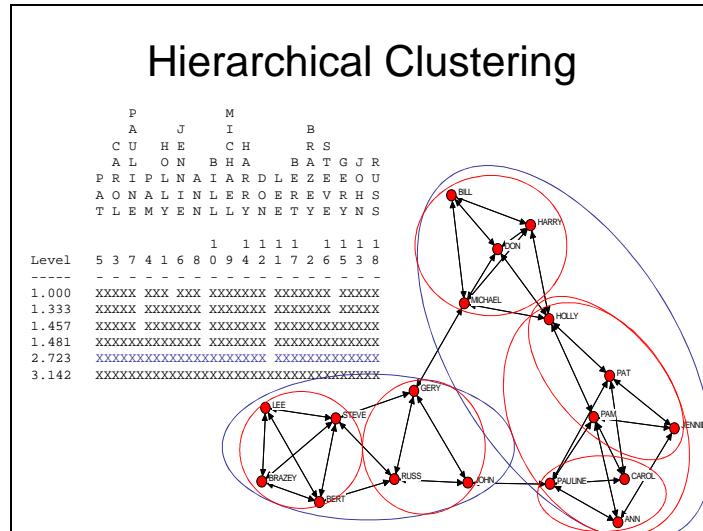 Hierarchical Clustering
P M
A J I B
C U H E C H R S
A L O N B H A B A T G J R
P R I P L N A I A R D L E Z E E O U
A O N A L I N L E R O E R E V R H S
T L E M Y E N L L Y N E T Y E Y N S
1 1 1 1 1 1 1 1 1
Level 5 3 7 4 1 6 8 0 9 4 2 1 7 2 6 5 3 8
----- - - - - - - - - - - - - - - - - - -
1.000 XXXXX XXX XXX XXXXXXX XXXXXXX XXXXX
1.333 XXXXX XXXXXXX XXXXXXX XXXXXXX XXXXX
1.457 XXXXXXXXXXXXX XXXXXXX XXXXXXX XXXXX
1.481 XXXXXXXXXXXXX XXXXXXX XXXXXXXXXXXXX
2.723 XXXXXXXXXXXXXXXXXXXXX XXXXXXXXXXXXX
3.142 XXXXXXXXXXXXXXXXXXXXXXXXXXXXXXXXXXX
BILL
HARRY
DON
MICHAEL
HOLLY
PAT
GERY
LEE
STEVE
PAM
JENNIE
BRAZEY
RUSS
JOHN
PAULINE
CAROL
BERT
ANN